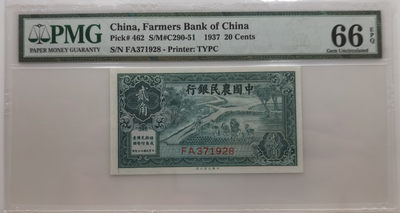 PMG
PAPER MONEY GUARANTY
China, Farmers Bank of China
Pick# 462 S/M#C290-51 1937 20 Cents
S/N FA371928 - Printer: TYPC
66 EPQ
Gem Uncirculated
行銀民農國中
貳角
FA371928